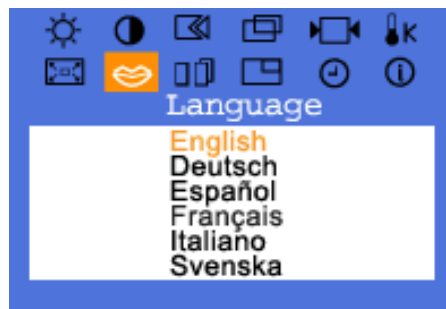 K
Language
English
Deutsch
Español
Français
Italiano
Svenska